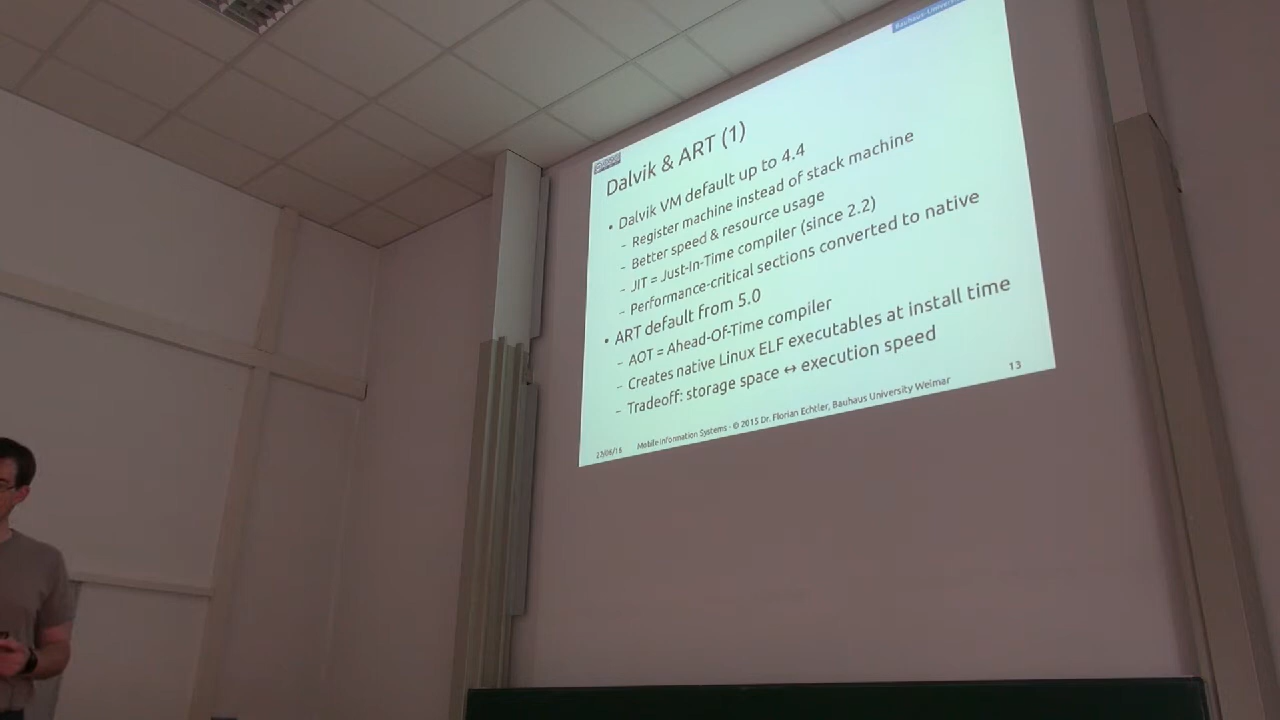 Bauhaus-Univers
Dalvik & ART (1)
• Dalvik VM default up to 4.4
– Register machine instead of stack machine
– Better speed & resource usage
– JIT = Just-In-Time compiler (since 2.2)
– Performance-critical sections converted to native
• ART default from 5.0
– AOT = Ahead-Of-Time compiler
– Creates native Linux ELF executables at install time
– Tradeoff: storage space ↔ execution speed
Mobile Information Systems - © 2015 Dr. Florian Echtler, Bauhaus University Weimar
13